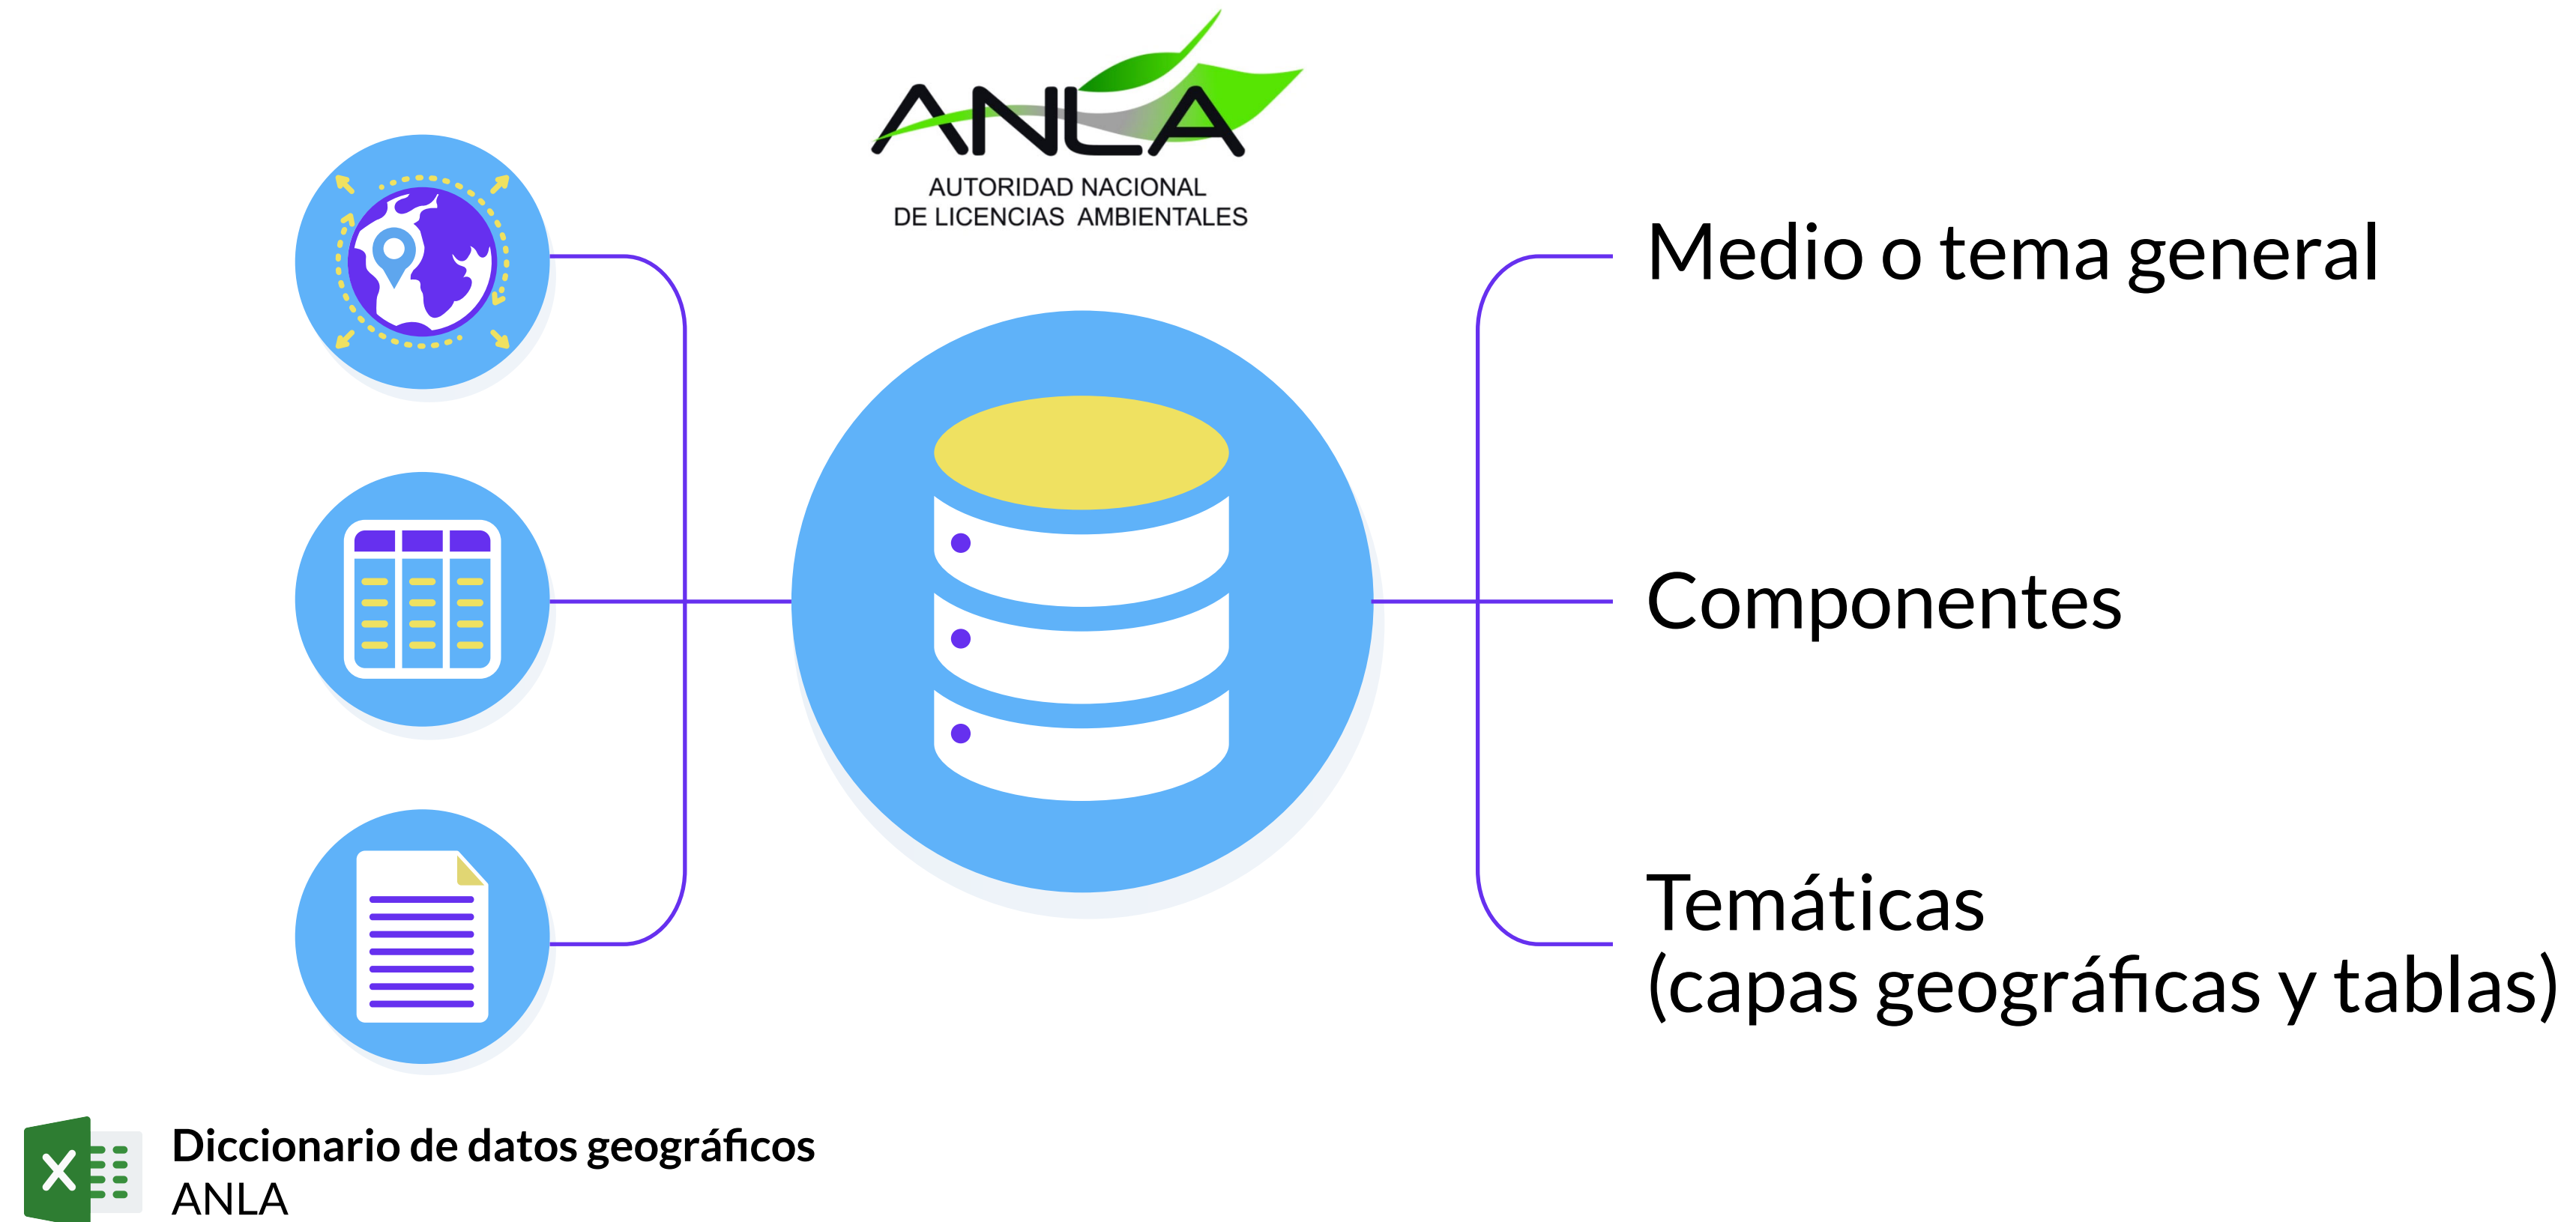 ANLA
AUTORIDAD NACIONAL
DE LICENCIAS AMBIENTALES
Medio o tema general
Componentes
Temáticas
(capas geográficas y tablas)
X
Diccionario de datos geográficos
ANLA